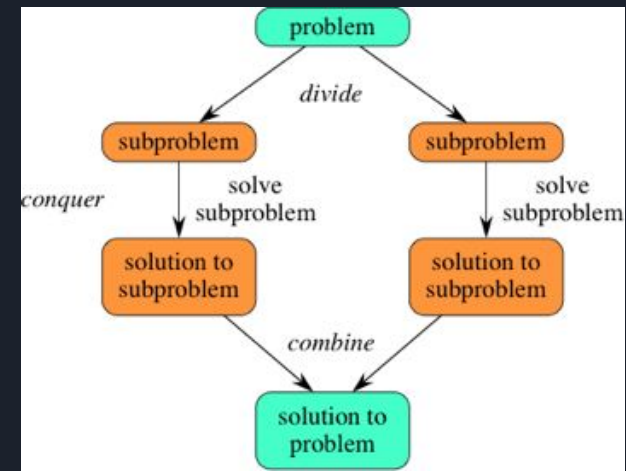 problem
divide
subproblem
subproblem
conquer
solve
subproblem
solve
subproblem
solution to
subproblem
solution to
subproblem
combine
solution to
problem